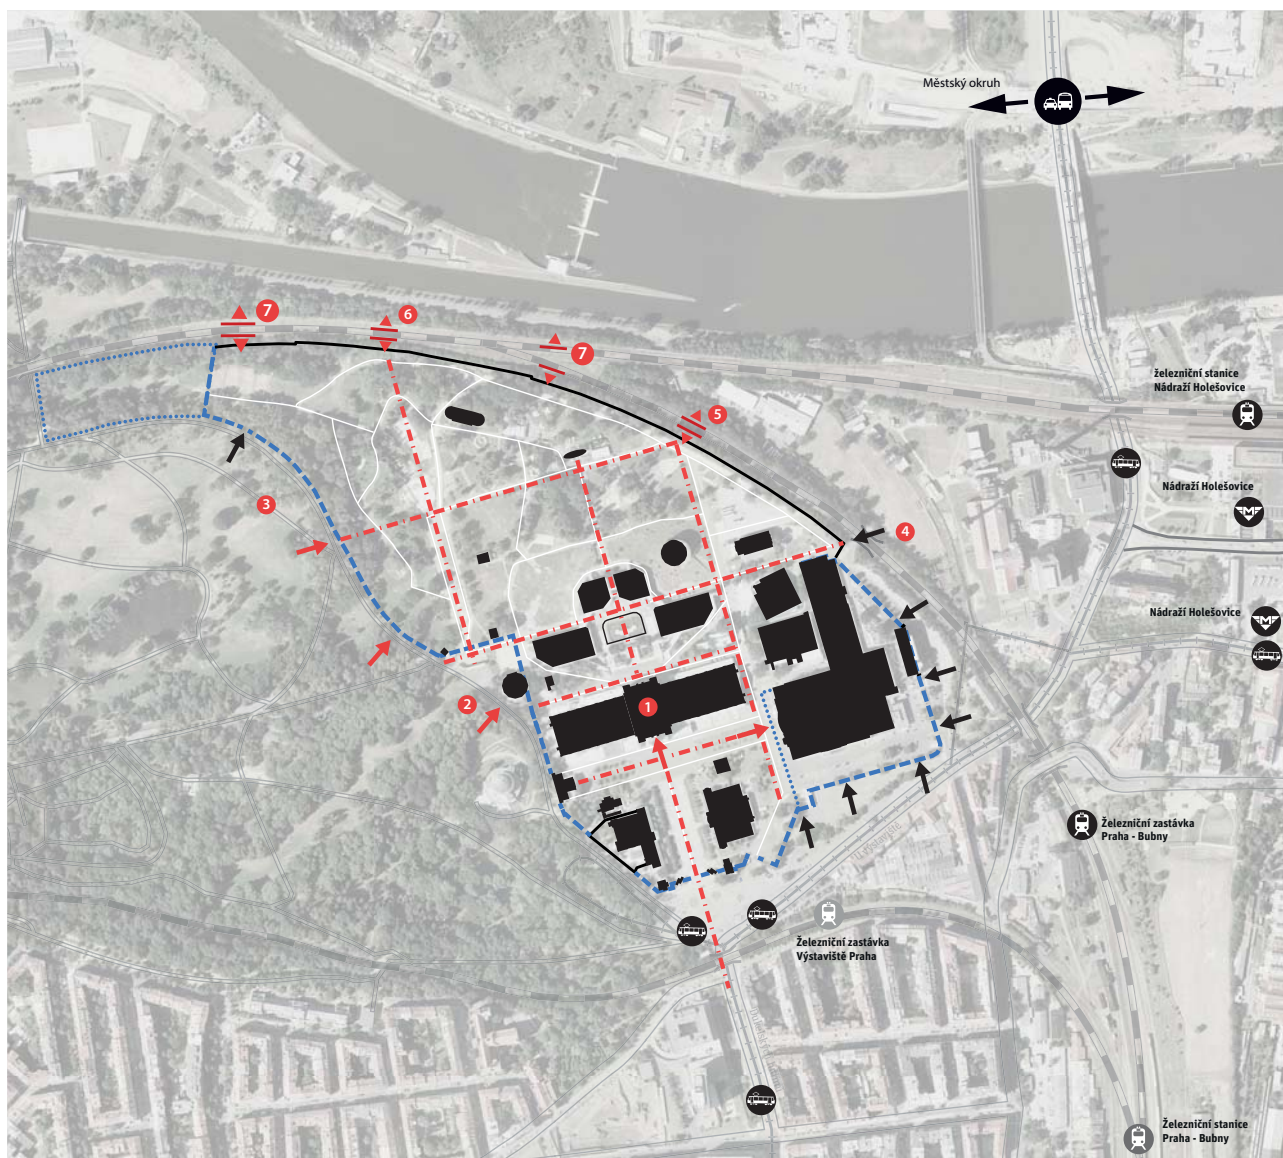 Městský okruh
7
6
7
železniční stanice
Nádraží Holešovice
5
Nádraží Holešovice
M
3
4
Nádraží Holešovice
M
2
1
Železniční zastávka
Praha - Bubny
Železniční zastávka
Výstaviště Praha
Železniční stanice
Praha - Bubny